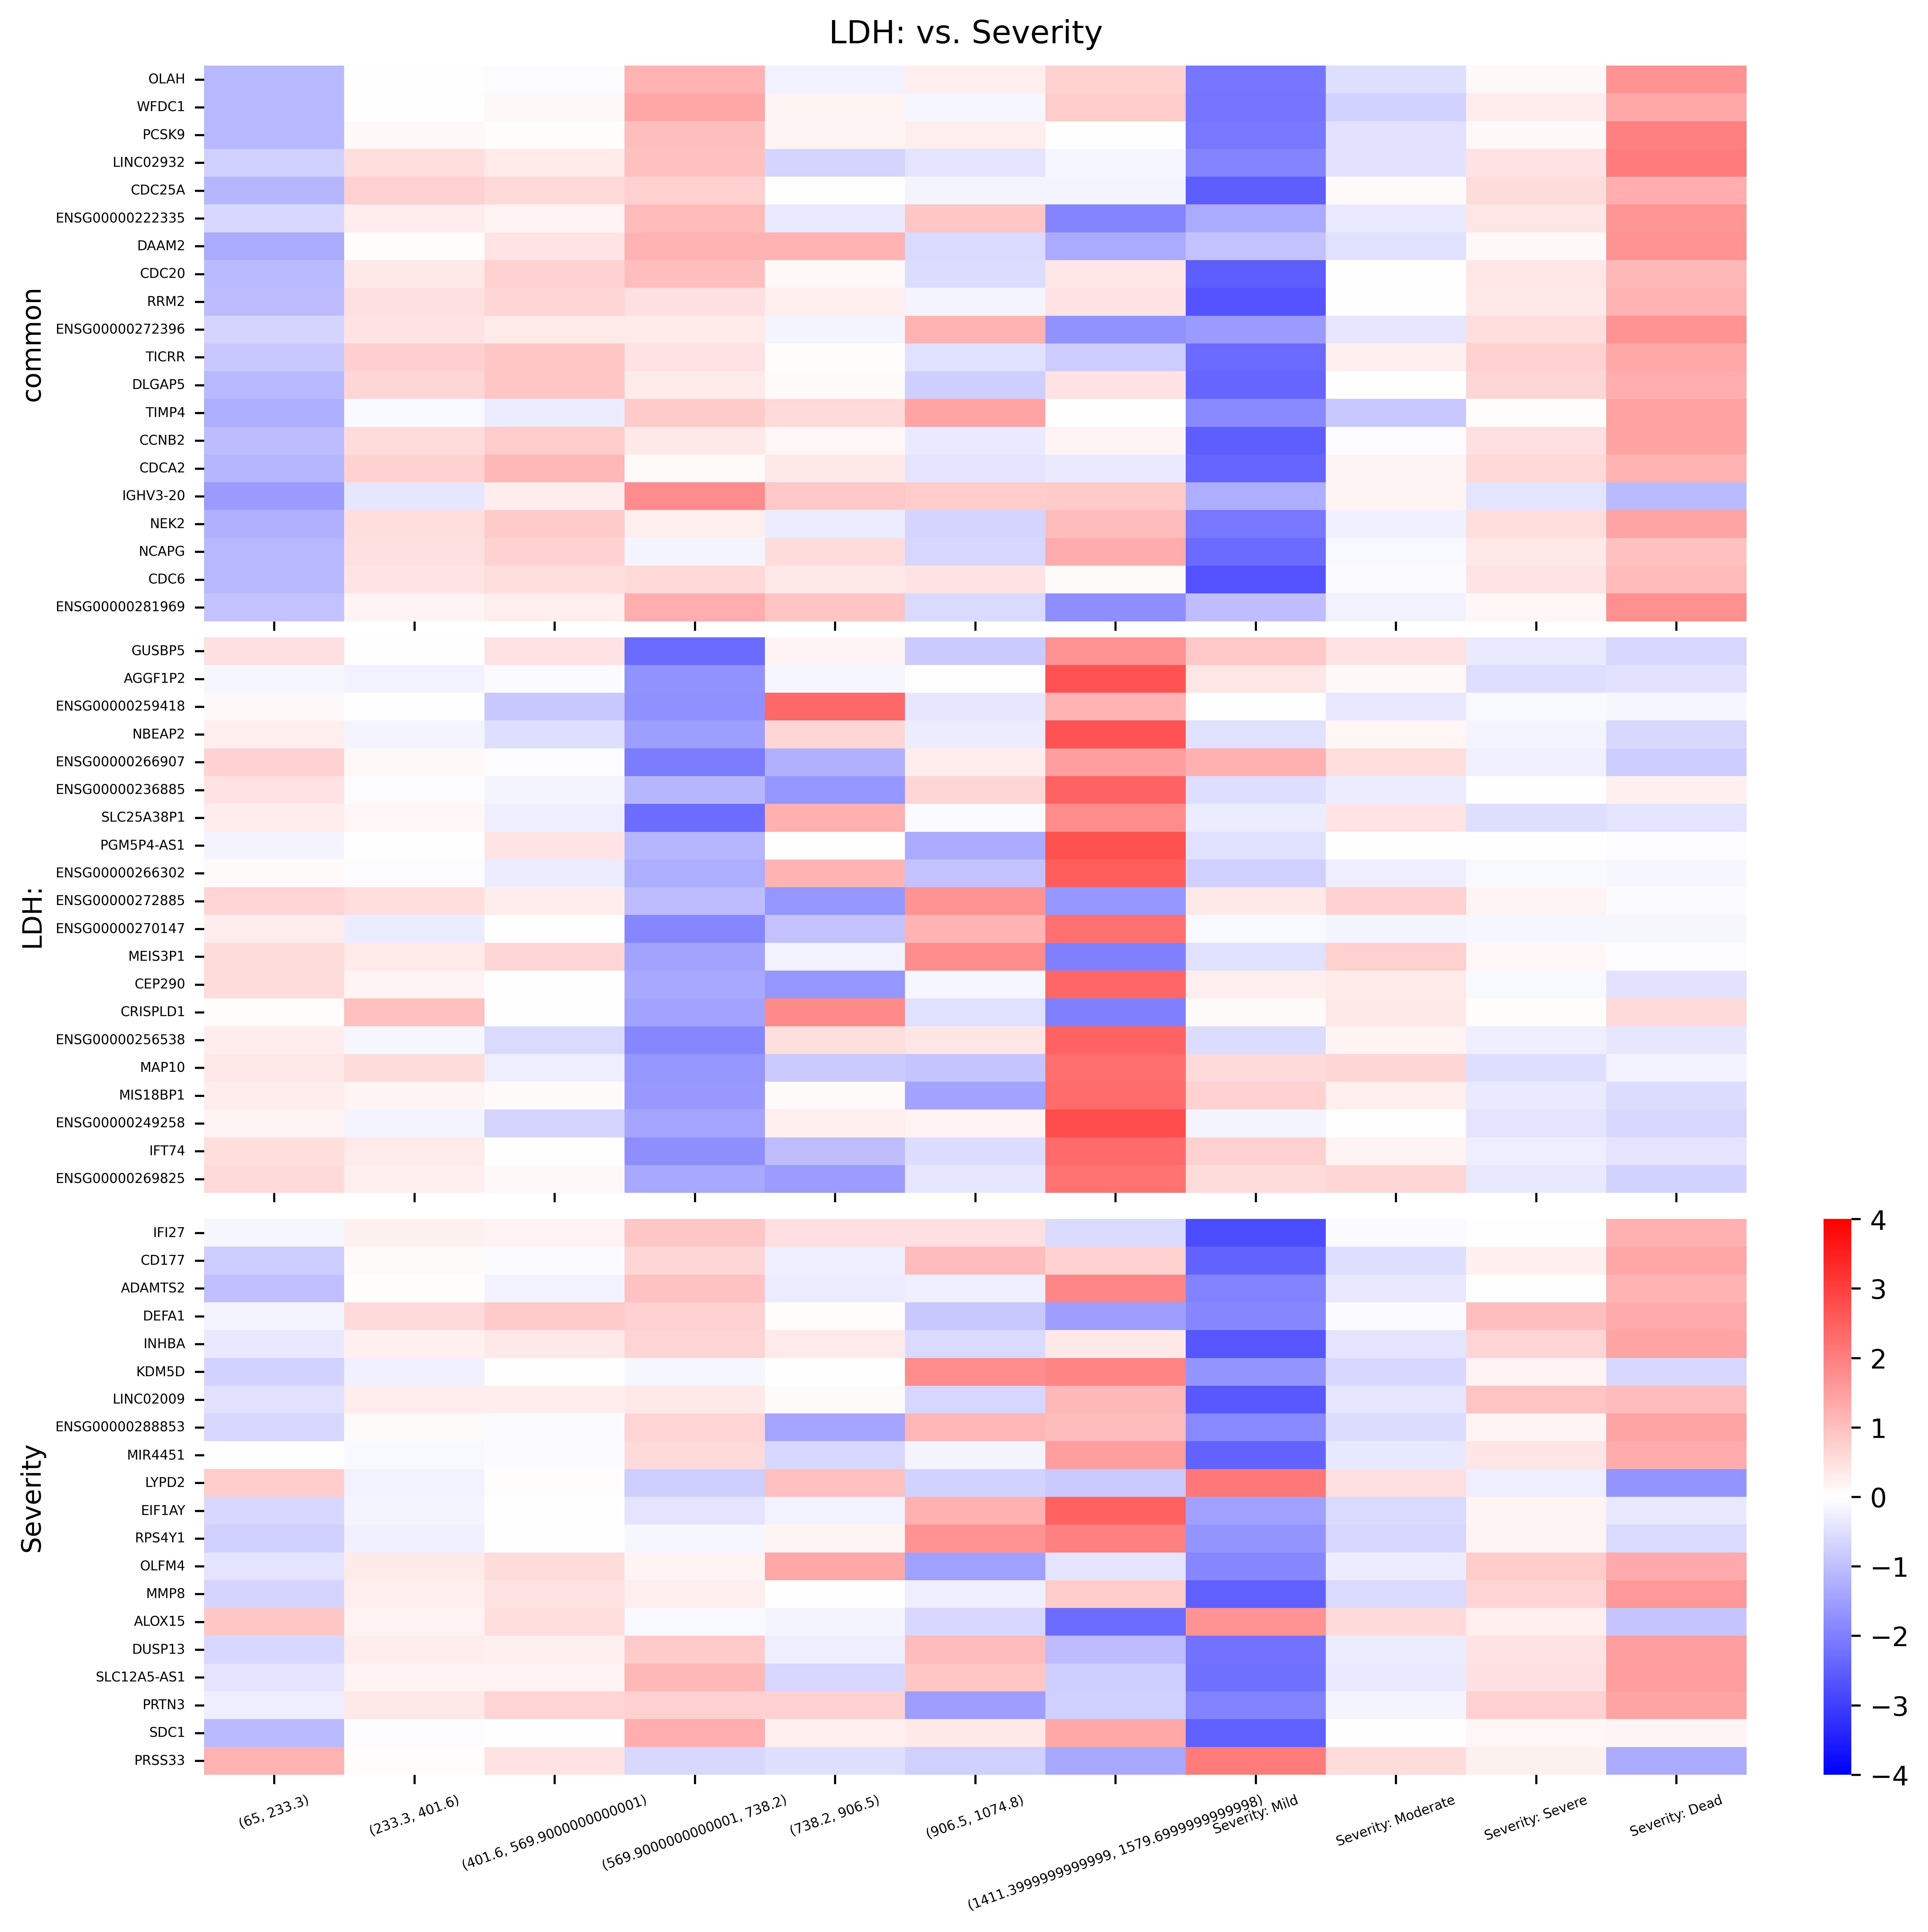 LDH: vs. Severity
common
OLAH
WFDC1
PCSK9
LINC02932
CDC25A
ENSG00000222335
DAAM2
CDC20
RRM2
ENSG00000272396
TICRR
DLGAP5
TIMP4
CCNB2
CDCA2
IGHV3-20
NEK2
NCAPG
CDC6
ENSG00000281969
LDH:
GUSBP5
AGGF1P2
ENSG00000259418
NBEAP2
ENSG00000266907
ENSG00000236885
SLC25A38P1
PGM5P4-AS1
ENSG00000266302
ENSG00000272885
ENSG00000270147
MEIS3P1
CEP290
CRISPLD1
ENSG00000256538
MAP10
MIS18BP1
ENSG00000249258
IFT74
ENSG00000269825
Severity
IFI27
CD177
ADAMTS2
DEFA1
INHBA
KDM5D
LINC02009
ENSG00000288853
MIR4451
LYPD2
EIF1AY
RPS4Y1
OLFM4
MMP8
ALOX15
DUSP13
SLC12A5-AS1
PRTN3
SDC1
PRSS33
(65, 233.3)
(233.3, 401.6)
(401.6, 569.9000000000001)
(569.9000000000001, 738.2)
(738.2, 906.5)
(906.5, 1074.8)
(1411.3999999999999, 1579.6999999999998)
Severity: Mild
Severity: Moderate
Severity: Severe
Severity: Dead
4
3
2
1
0
−1
−2
−3
−4